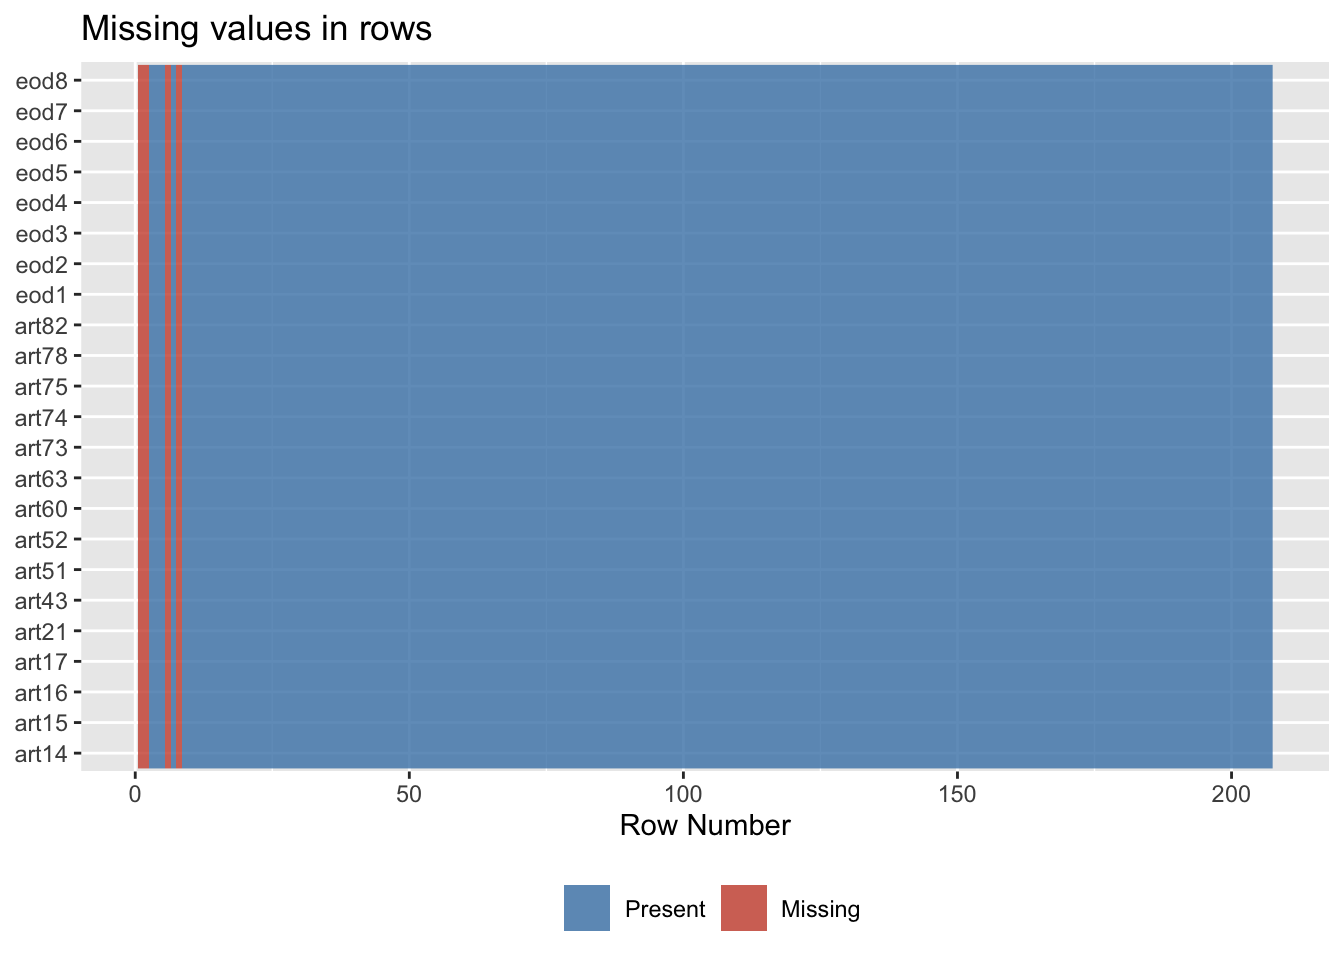 Missing values in rows
eod8
eod7
eod6
eod5
eod4
eod3
eod2
eod1
art82
art78
art75
art74
art73
art63
art60
art52
art51
art43
art21
art17
art16
art15
art14
0 50 100 150 200
Row Number
Present Missing